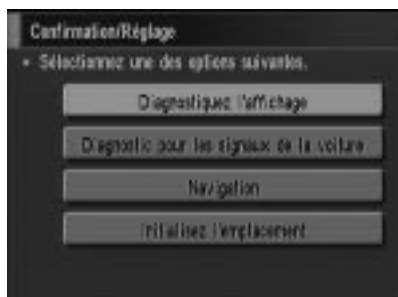 Confirmation/Réglage
• Sélectionnez une des options suivantes.
Diagnostiquez l'affichage
Diagnostic pour les signaux de la voiture
Navigation
Initialisez l'emplacement